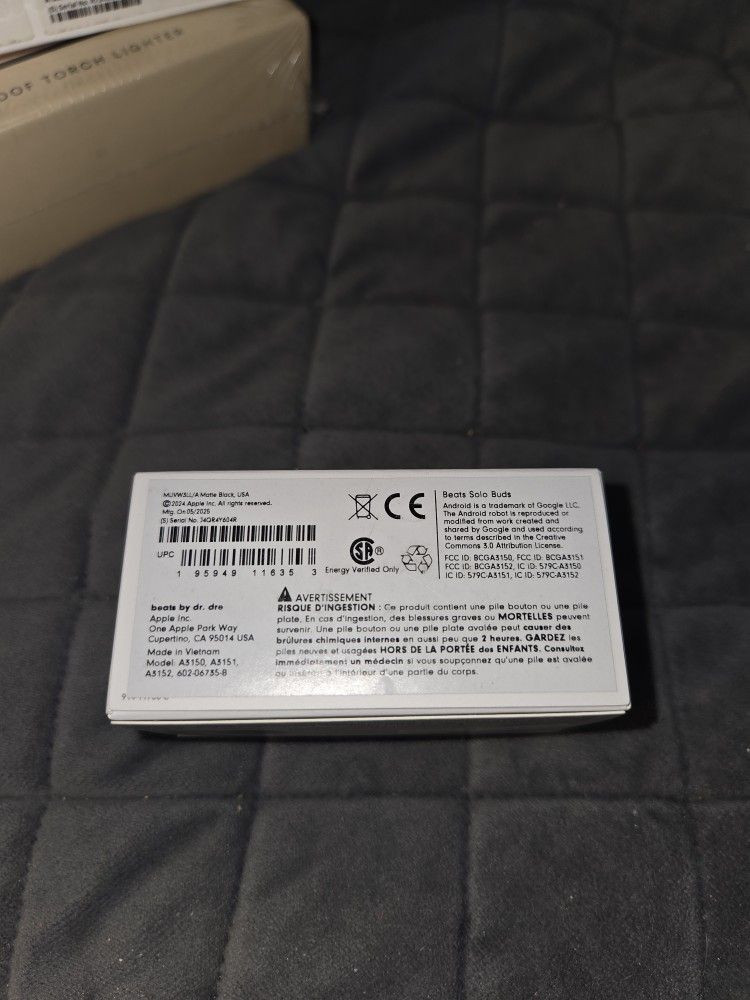 (S) Serial No.
OOF TORCH LIGHTER
MUVW3LL/A Matte Black, USA
©2024 Apple Inc. All rights reserved.
Mfg. On 05/2025
(S) Serial No. J4QR4Y604R
UPC
1 95949 11635 3
beats by dr. dre
Apple Inc.
One Apple Park Way
Cupertino, CA 95014 USA
Made in Vietnam
Model: A3150, A3151,
A3152, 602-06735-B
CE
SA
Energy Verified Only
Beats Solo Buds
Android is a trademark of Google LLC.
The Android robot is reproduced or
modified from work created and
shared by Google and used according
to terms described in the Creative
Commons 3.0 Attribution License.
FCC ID: BCGA3150, FCC ID: BCGA3151
FCC ID: BCGA3152, IC ID: 579C-A3150
IC ID: 579C-A3151, IC ID: 579C-A3152
AVERTISSEMENT
RISQUE D'INGESTION : Ce produit contient une pile bouton ou une pile
plate. En cas d'ingestion, des blessures graves ou MORTELLES peuvent
survenir. Une pile bouton ou une pile plate avalée peut causer des
brûlures chimiques internes en aussi peu que 2 heures. GARDEZ les
piles neuves et usagées HORS DE LA PORTÉE des ENFANTS. Consultez
immédiatement un médecin si vous soupçonnez qu'une pile est avalée
ou insérée à l'intérieur d'une partie du corps.